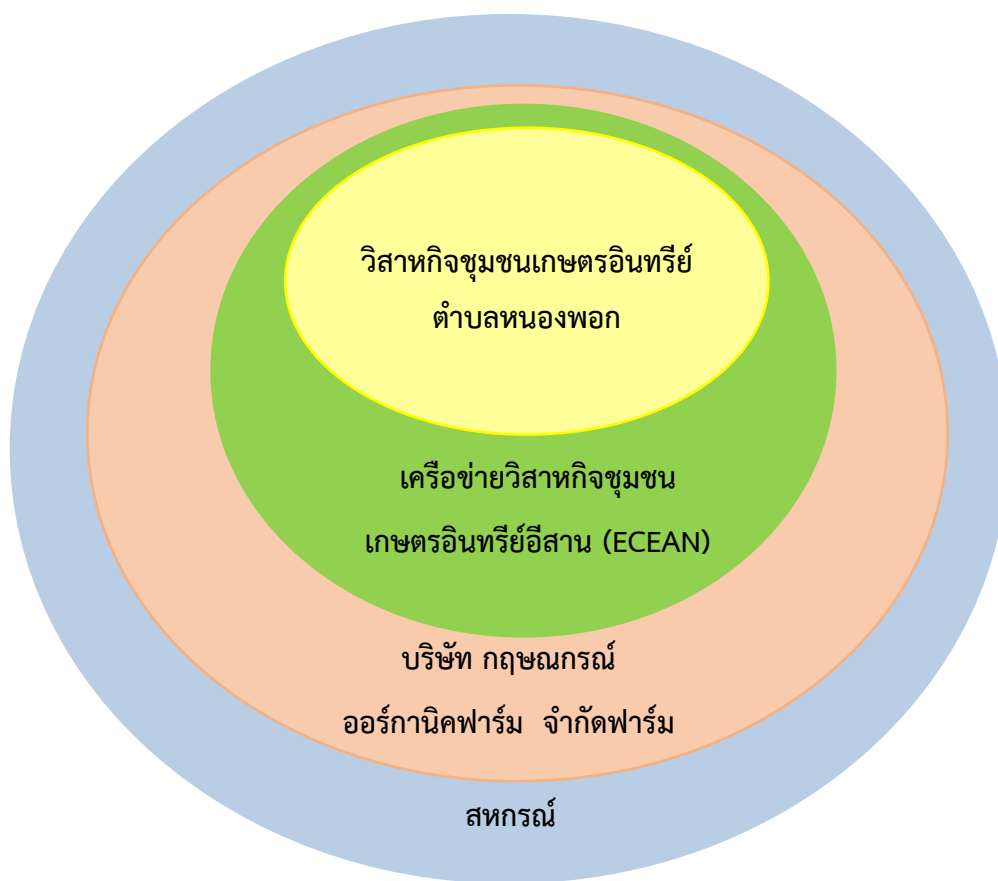 วิสาหกิจชุมชนเกษตรอินทรีย์
ตำบลหนองพอก
เครือข่ายวิสาหกิจชุมชน
เกษตรอินทรีย์อีสาน (ECEAN)
บริษัท กฤษณกรณ์
ออร์กานิคฟาร์ม จำกัดฟาร์ม
สหกรณ์